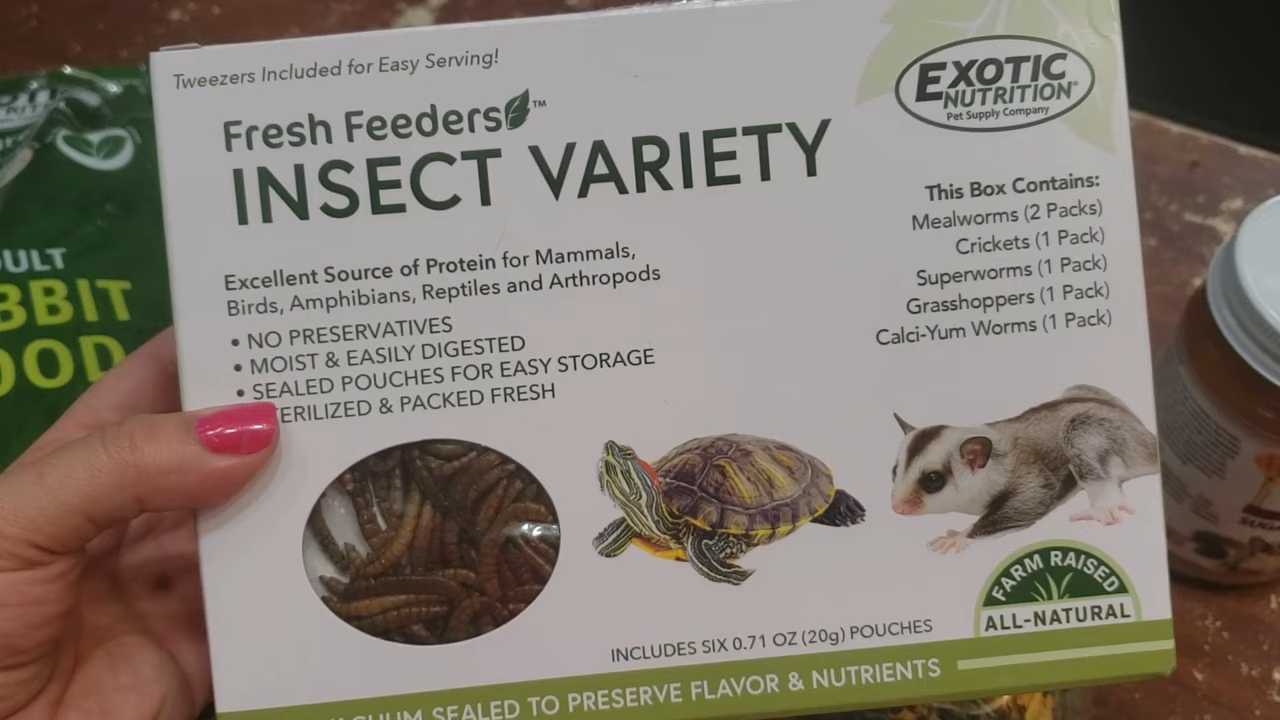 Tweezers Included for Easy Serving!
Fresh Feeders™
INSECT VARIETY
EXOTIC
NUTRITION®
Pet Supply Company
This Box Contains:
Mealworms (2 Packs)
Crickets (1 Pack)
Superworms (1 Pack)
Grasshoppers (1 Pack)
Calci-Yum Worms (1 Pack)
Excellent Source of Protein for Mammals,
Birds, Amphibians, Reptiles and Arthropods
• NO PRESERVATIVES
• MOIST & EASILY DIGESTED
• SEALED POUCHES FOR EASY STORAGE
ERILIZED & PACKED FRESH
FARM RAISED
ALL-NATURAL
INCLUDES SIX 0.71 OZ (20g) POUCHES
SEALED TO PRESERVE FLAVOR & NUTRIENTS
ULT
BBIT
OOD